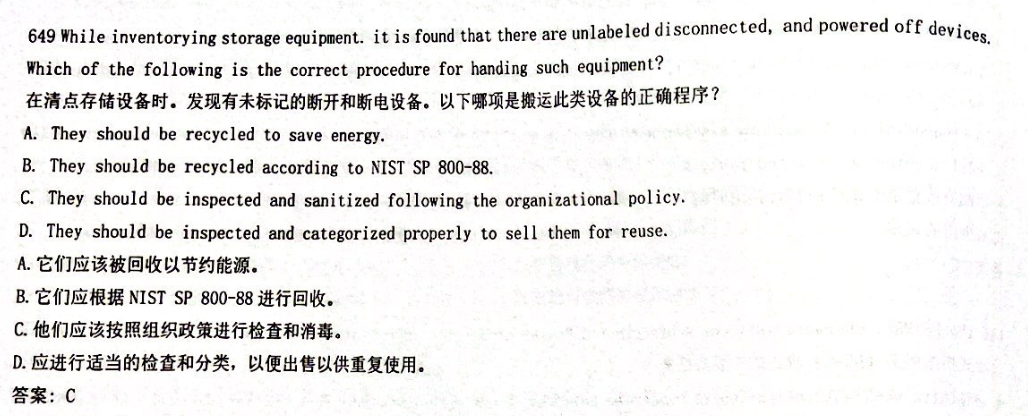 649 While inventorying storage equipment. it is found that there are unlabeled disconnected, and powered off devices.
Which of the following is the correct procedure for handing such equipment?
在清点存储设备时。发现有未标记的断开和断电设备。以下哪项是搬运此类设备的正确程序？
A. They should be recycled to save energy.
B. They should be recycled according to NIST SP 800-88.
C. They should be inspected and sanitized following the organizational policy.
D. They should be inspected and categorized properly to sell them for reuse.
A. 它们应该被回收以节约能源。
B. 它们应根据 NIST SP 800-88 进行回收。
C. 他们应该按照组织政策进行检查和消毒。
D. 应进行适当的检查和分类，以便出售以供重复使用。
答案：C